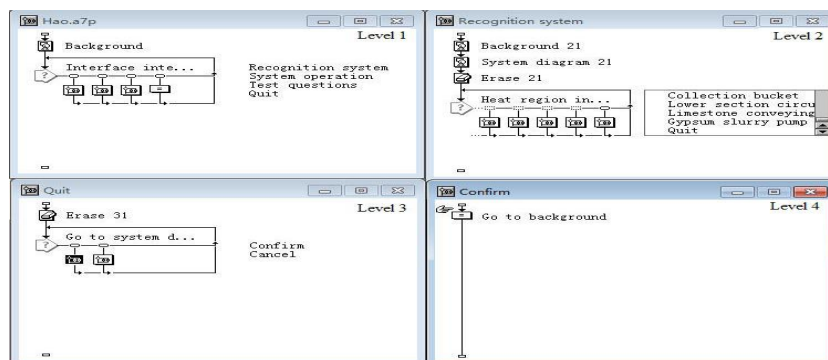 Hao.a7p
Level 1
Background
Interface inte...
Recognition system
System operation
Test questions
Quit
Recognition system
Level 2
Background 21
System diagram 21
Erase 21
Heat region in...
Collection bucket
Lower section circu
Limestone conveying
Gypsum slurry pump
Quit
Quit
Level 3
Erase 31
Go to system d...
Confirm
Cancel
Confirm
Level 4
Go to background